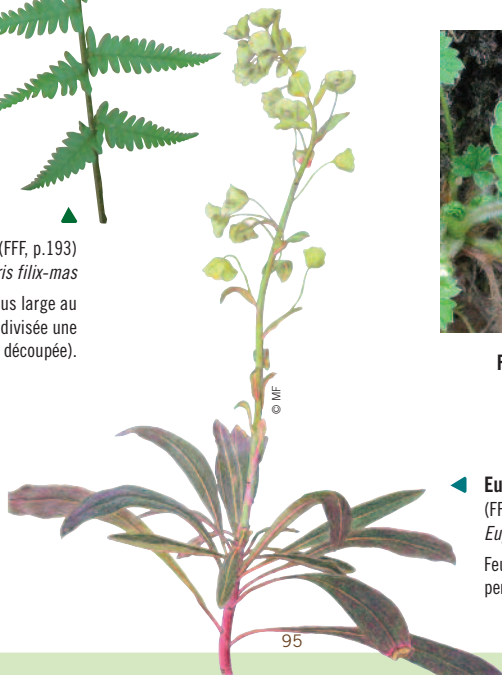 (FFF, p.193)
ris filix-mas
us large au
divisée une
découpée).
© MF
F
Eu
(FF
Eu
Feu
per
95